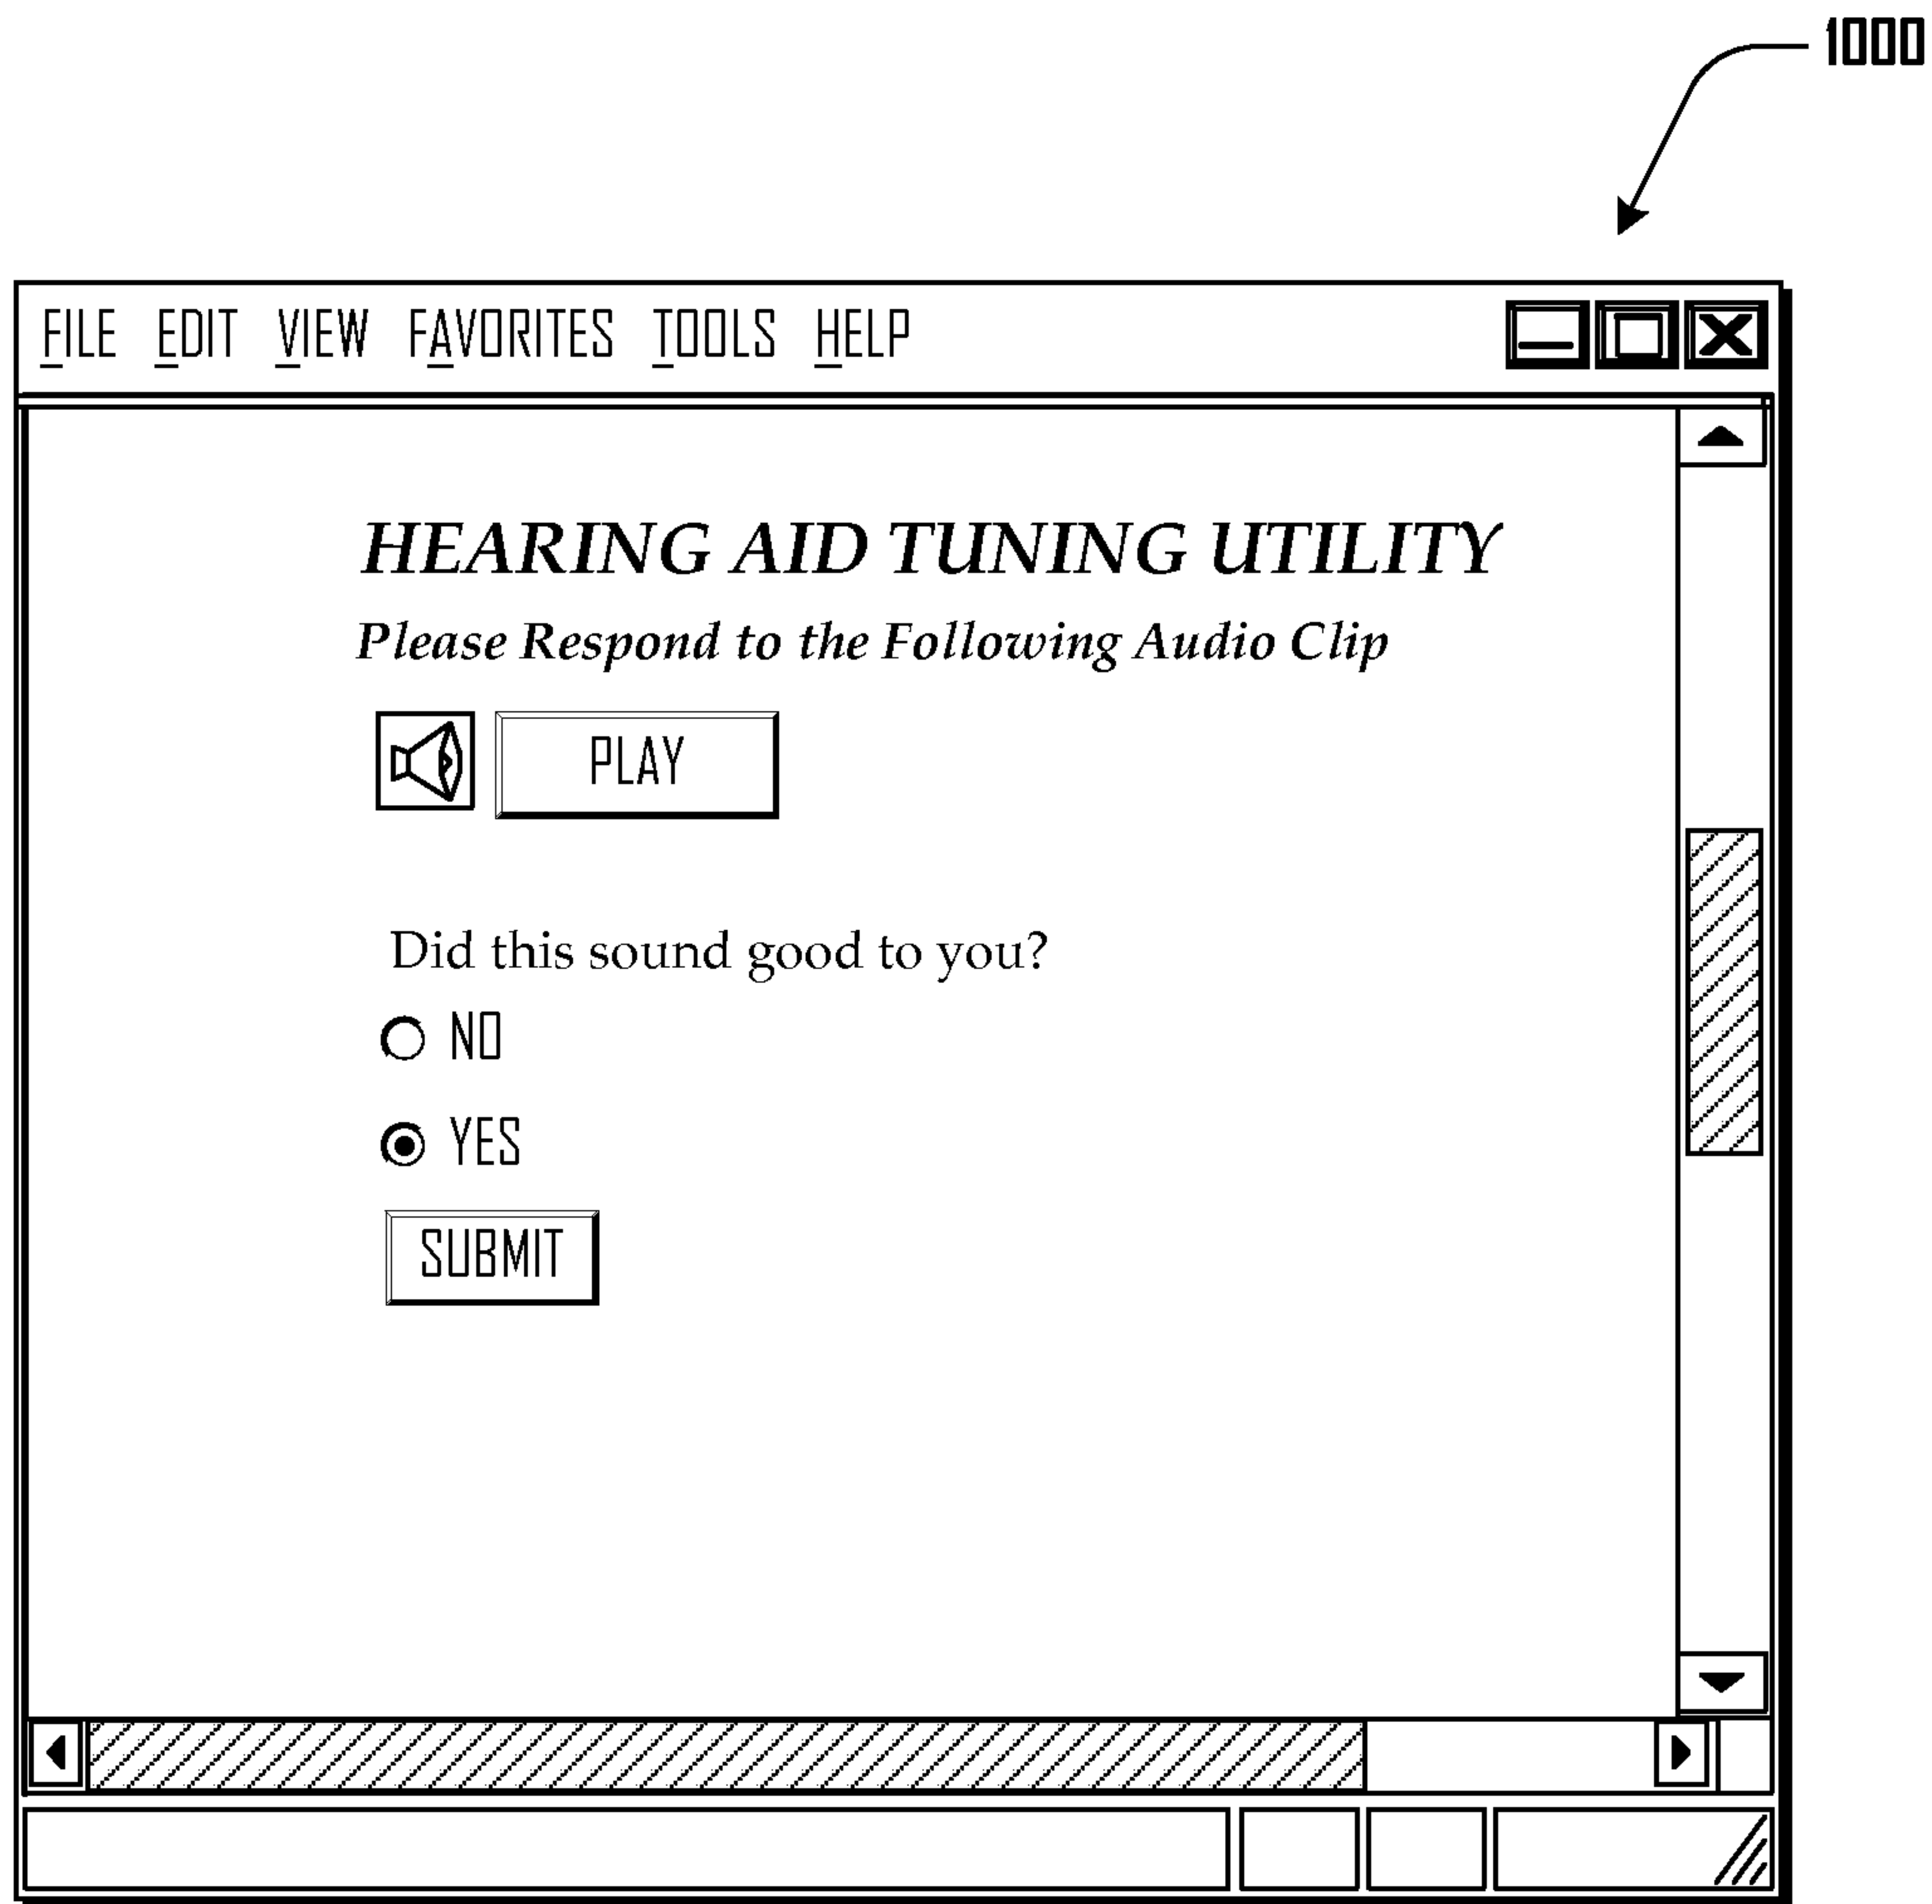 1000
FILE EDIT VIEW FAVORITES TOOLS HELP
HEARING AID TUNING UTILITY
Please Respond to the Following Audio Clip
PLAY
Did this sound good to you?
NO
YES
SUBMIT